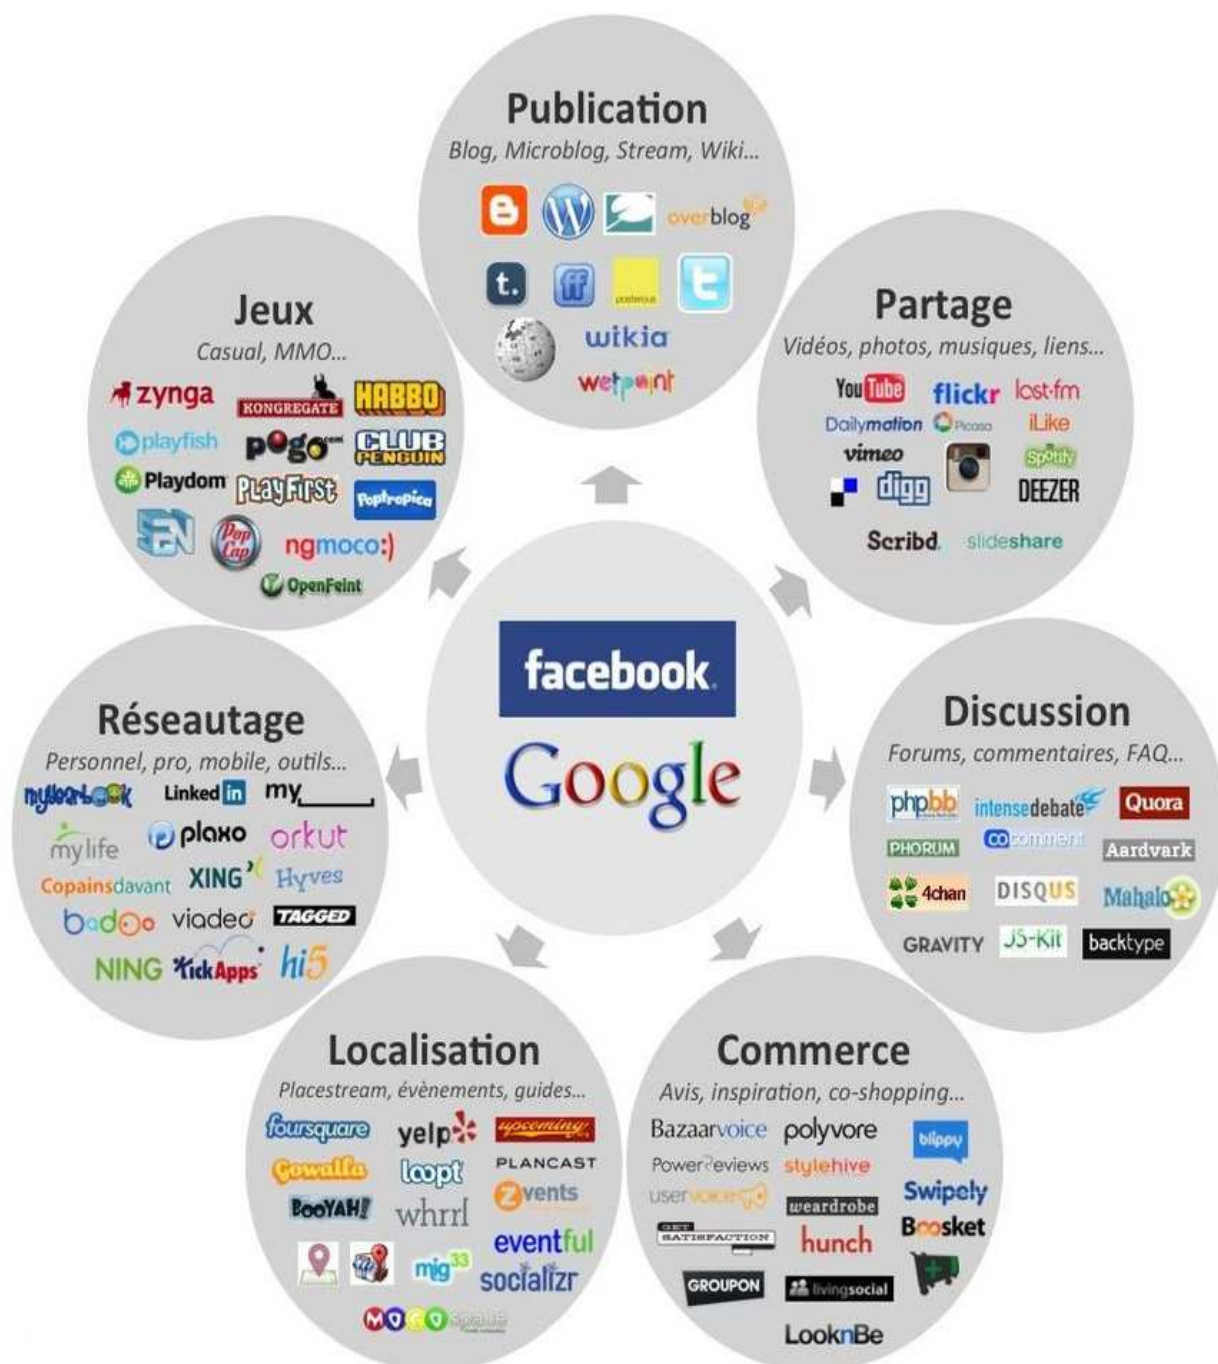 Publication
Blog, Microblog, Stream, Wiki...
overblog
t.
ff
posterous
t
wikia
wetpaint
Jeux
Casual, MMO...
zynga
KONGREGATE
HABBO
playfish
pogo.com
CLUB PENGUIN
Playdom
PLAYFIRST
Poptropica
SGN
Pop Cap
ngmoco:)
OpenFeint
Partage
Vidéos, photos, musiques, liens...
YouTube
flickr
last·fm
Dailymotion
Picasa
iLike
vimeo
Spotify
digg
DEEZER
Scribd.
slideshare
facebook
Google
Réseautage
Personnel, pro, mobile, outils...
myYearbook
Linked in
my
mylife
plaxo
orkut
Copainsdavant
XING
Hyves
badoo
viadeo
TAGGED
NING
KickApps
hi5
Discussion
Forums, commentaires, FAQ...
phpbb
intensedebate
Quora
PHORUM
cocomment
Aardvark
4chan
DISQUS
Mahalo
GRAVITY
JS-Kit
backtype
Localisation
Placestream, évènements, guides...
foursquare
yelp
upcoming
Gowalla
loopt
PLANCAST
BOOYAH!
whrrl
zvents
mig33
eventful
socializr
MOCOspace
Commerce
Avis, inspiration, co-shopping...
Bazaarvoice
polyvore
blippy
PowerReviews
stylehive
uservoice
weardrobe
Swipely
GET SATISFACTION
hunch
Boosket
GROUPON
livingsocial
LooknBe